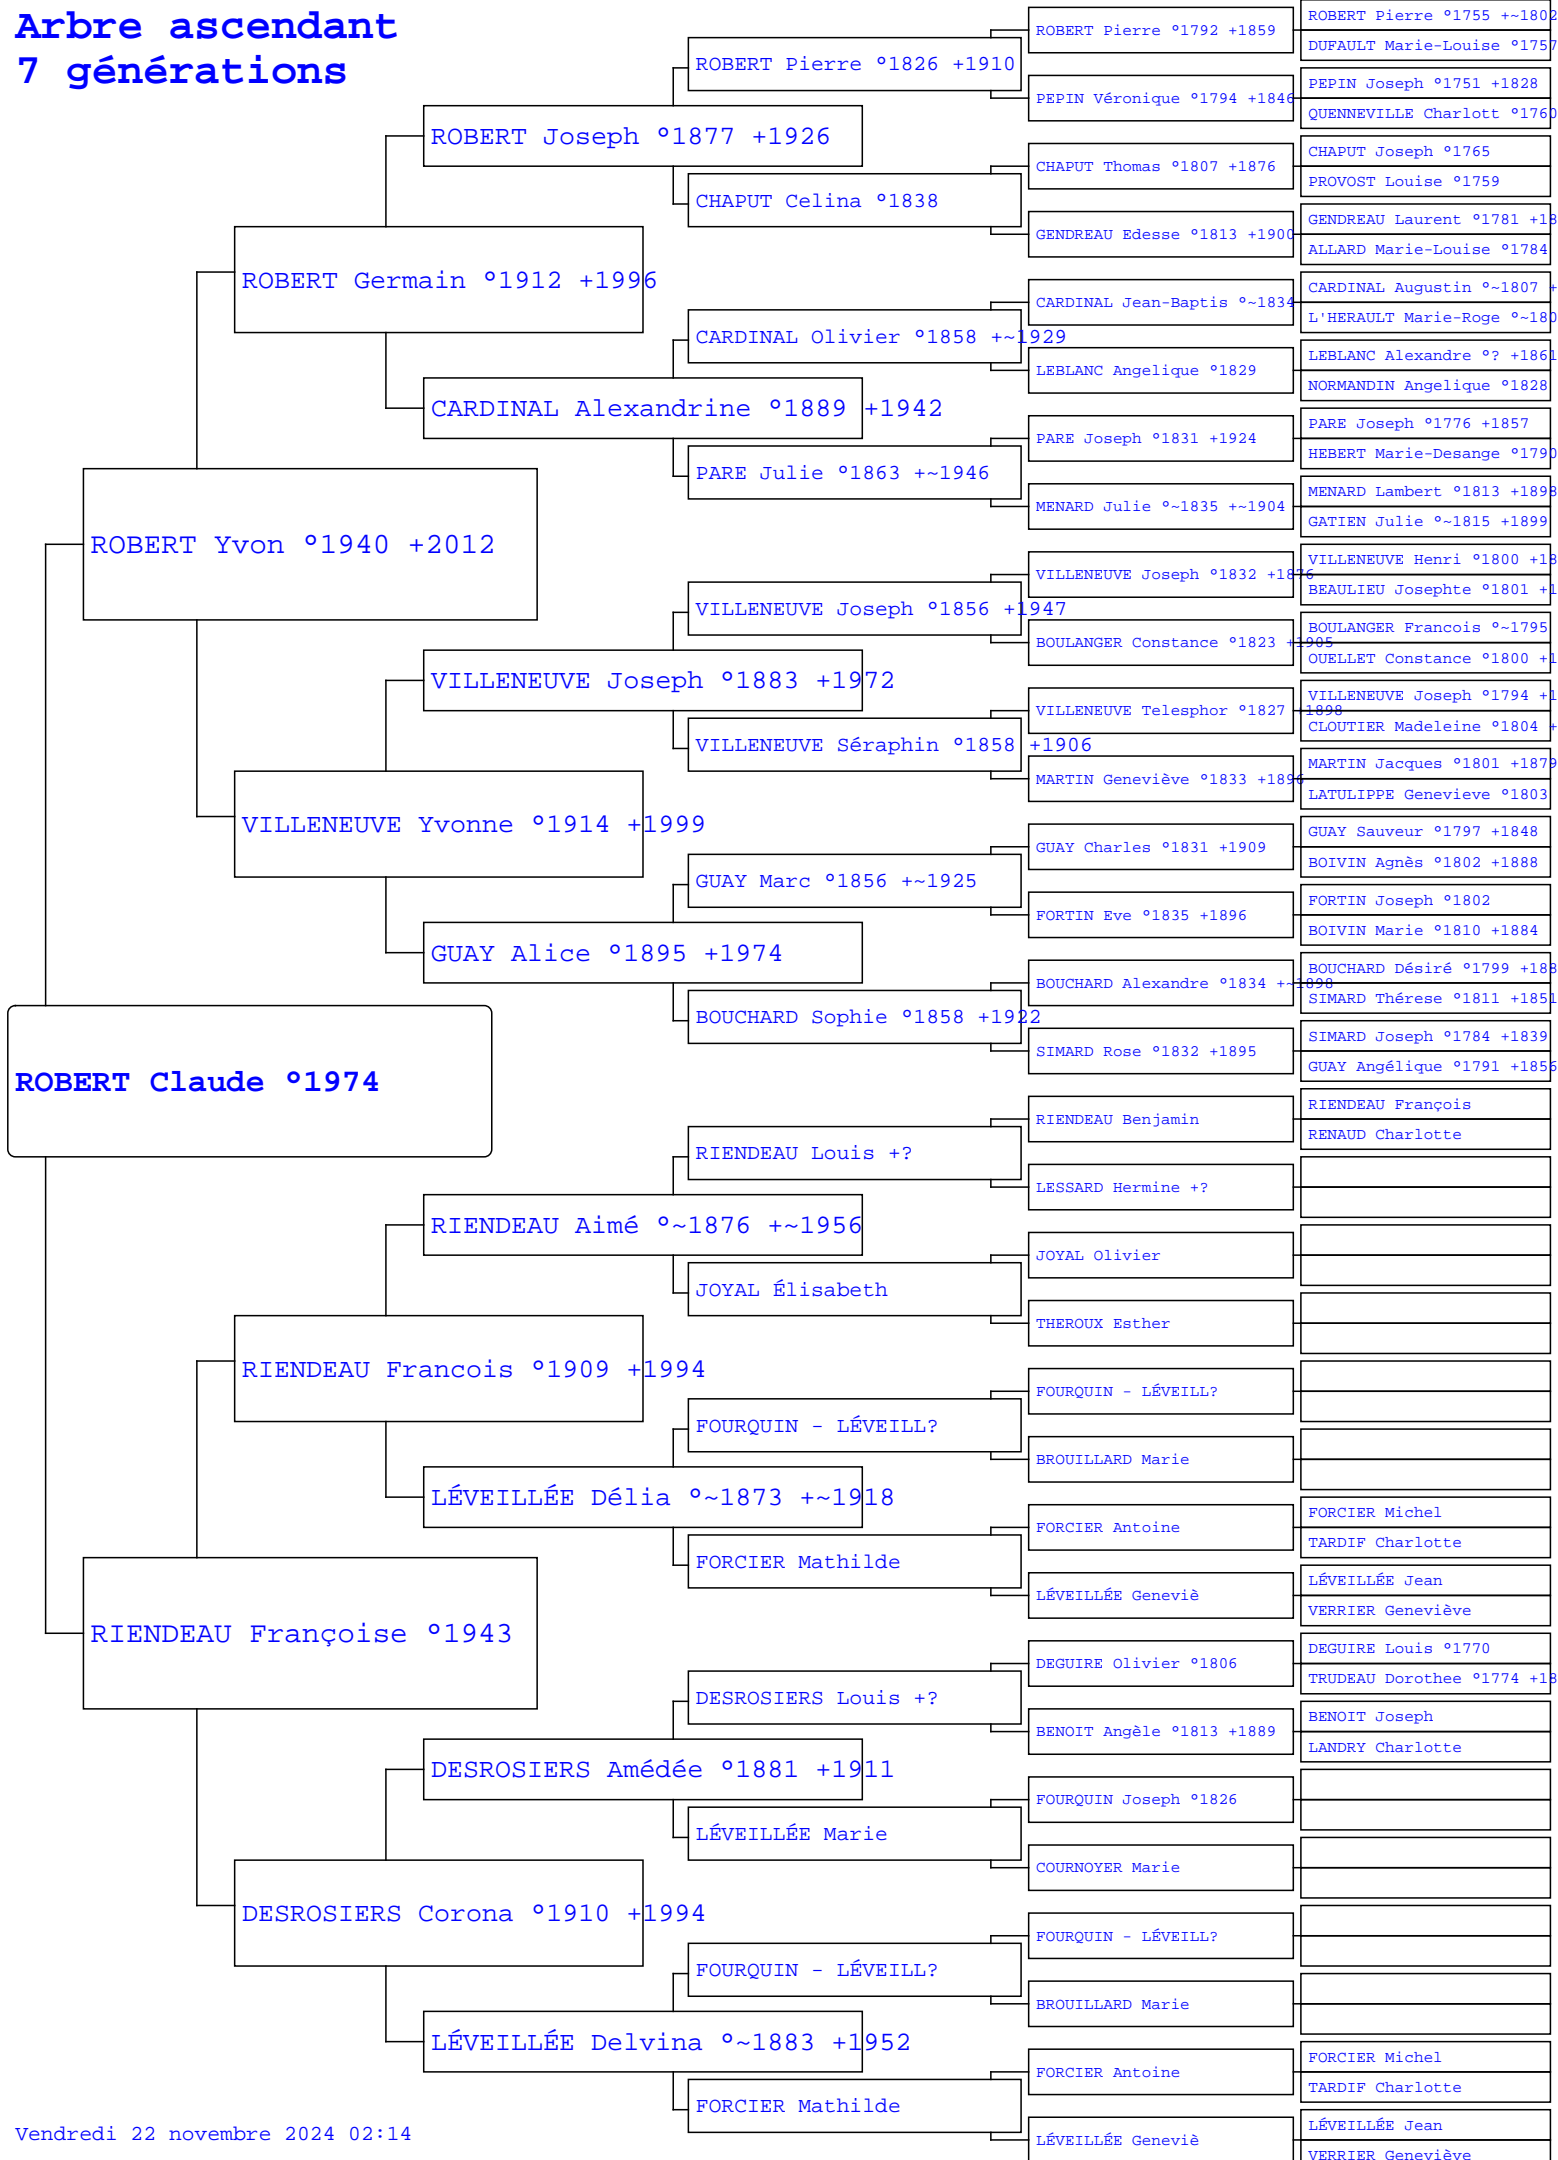 Arbre ascendant
7 générations
ROBERT Claude °1974
ROBERT Yvon °1940 +2012
RIENDEAU Françoise °1943
ROBERT Germain °1912 +1996
VILLENEUVE Yvonne °1914 +1999
RIENDEAU Francois °1909 +1994
DESROSIERS Corona °1910 +1994
ROBERT Joseph °1877 +1926
CARDINAL Alexandrine °1889 +1942
VILLENEUVE Joseph °1883 +1972
GUAY Alice °1895 +1974
RIENDEAU Aimé °~1876 +~1956
LÉVEILLÉE Délia °~1873 +~1918
DESROSIERS Amédée °1881 +1911
LÉVEILLÉE Delvina °~1883 +1952
ROBERT Pierre °1826 +1910
CHAPUT Celina °1838
CARDINAL Olivier °1858 +~1929
PARE Julie °1863 +~1946
VILLENEUVE Joseph °1856 +1947
VILLENEUVE Séraphin °1858 +1906
GUAY Marc °1856 +~1925
BOUCHARD Sophie °1858 +1922
RIENDEAU Louis +?
JOYAL Élisabeth
FOURQUIN - LÉVEILL?
FORCIER Mathilde
DESROSIERS Louis +?
LÉVEILLÉE Marie
FOURQUIN - LÉVEILL?
FORCIER Mathilde
ROBERT Pierre °1792 +1859
PEPIN Véronique °1794 +1846
CHAPUT Thomas °1807 +1876
GENDREAU Edesse °1813 +1900
CARDINAL Jean-Baptis °~1834
LEBLANC Angelique °1829
PARE Joseph °1831 +1924
MENARD Julie °~1835 +~1904
VILLENEUVE Joseph °1832 +1876
BOULANGER Constance °1823 +1905
VILLENEUVE Telesphor °1827 +1898
MARTIN Geneviève °1833 +1896
GUAY Charles °1831 +1909
FORTIN Eve °1835 +1896
BOUCHARD Alexandre °1834 +~1898
SIMARD Rose °1832 +1895
RIENDEAU Benjamin
LESSARD Hermine +?
JOYAL Olivier
THEROUX Esther
FOURQUIN - LÉVEILL?
BROUILLARD Marie
FORCIER Antoine
LÉVEILLÉE Geneviè
DEGUIRE Olivier °1806
BENOIT Angèle °1813 +1889
FOURQUIN Joseph °1826
COURNOYER Marie
FOURQUIN - LÉVEILL?
BROUILLARD Marie
FORCIER Antoine
LÉVEILLÉE Geneviè
ROBERT Pierre °1755 +~1802
DUFAULT Marie-Louise °1757
PEPIN Joseph °1751 +1828
QUENNEVILLE Charlott °1760
CHAPUT Joseph °1765
PROVOST Louise °1759
GENDREAU Laurent °1781 +18
ALLARD Marie-Louise °1784
CARDINAL Augustin °~1807 +
L'HERAULT Marie-Roge °~180
LEBLANC Alexandre °? +1861
NORMANDIN Angelique °1828
PARE Joseph °1776 +1857
HEBERT Marie-Desange °1790
MENARD Lambert °1813 +1898
GATIEN Julie °~1815 +1899
VILLENEUVE Henri °1800 +18
BEAULIEU Josephte °1801 +1
BOULANGER Francois °~1795
OUELLET Constance °1800 +1
VILLENEUVE Joseph °1794 +1
CLOUTIER Madeleine °1804 +
MARTIN Jacques °1801 +1879
LATULIPPE Genevieve °1803
GUAY Sauveur °1797 +1848
BOIVIN Agnès °1802 +1888
FORTIN Joseph °1802
BOIVIN Marie °1810 +1884
BOUCHARD Désiré °1799 +188
SIMARD Thérese °1811 +1851
SIMARD Joseph °1784 +1839
GUAY Angélique °1791 +1856
RIENDEAU François
RENAUD Charlotte
FORCIER Michel
TARDIF Charlotte
LÉVEILLÉE Jean
VERRIER Geneviève
DEGUIRE Louis °1770
TRUDEAU Dorothee °1774 +18
BENOIT Joseph
LANDRY Charlotte
FORCIER Michel
TARDIF Charlotte
LÉVEILLÉE Jean
VERRIER Geneviève
Vendredi 22 novembre 2024 02:14